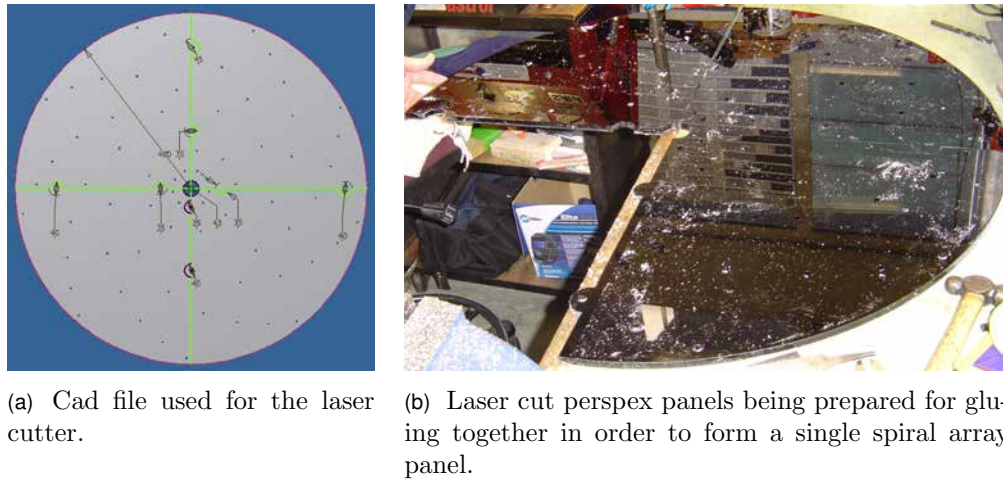 (a) Cad file used for the laser
cutter.
(b) Laser cut perspex panels being prepared for glu-
ing together in order to form a single spiral array
panel.